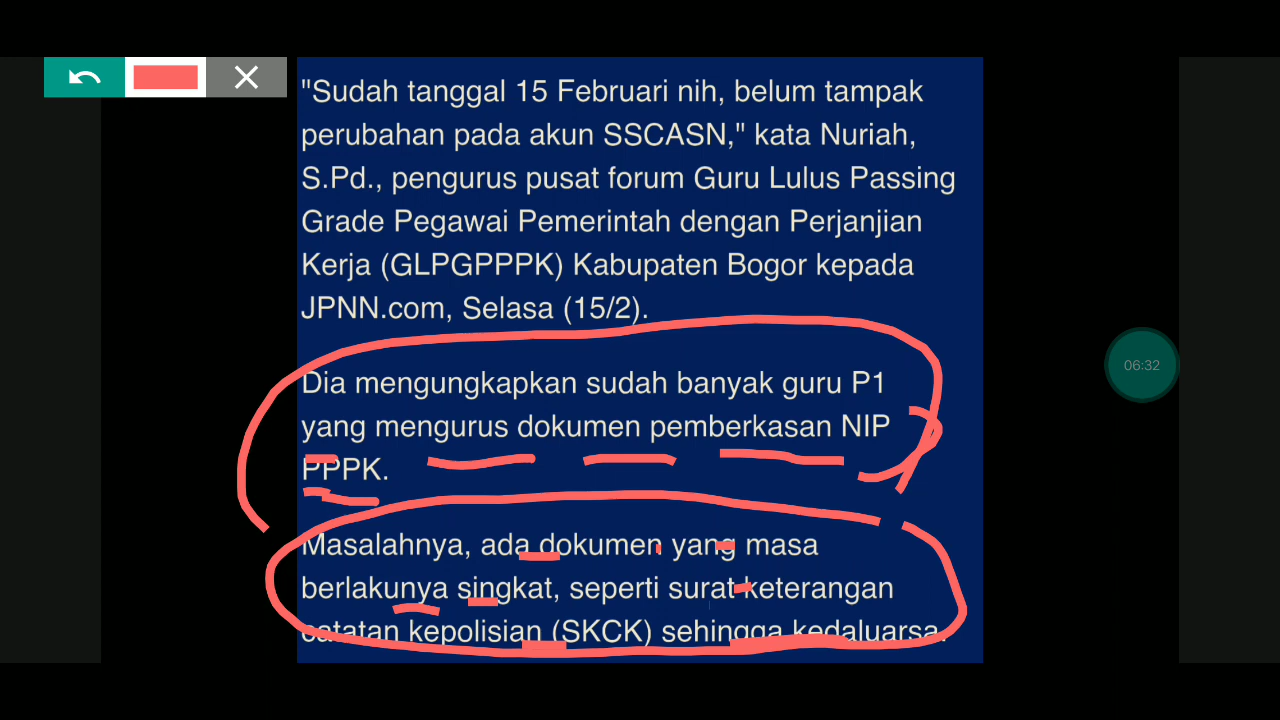 "Sudah tanggal 15 Februari nih, belum tampak
perubahan pada akun SSCASN," kata Nuriah,
S.Pd., pengurus pusat forum Guru Lulus Passing
Grade Pegawai Pemerintah dengan Perjanjian
Kerja (GLPGPPPK) Kabupaten Bogor kepada
JPNN.com, Selasa (15/2).
Dia mengungkapkan sudah banyak guru P1
yang mengurus dokumen pemberkasan NIP
PPPK.
Masalahnya, ada dokumen yang masa
berlakunya singkat, seperti surat keterangan
catatan kepolisian (SKCK) sehingga kedaluarsa.
06:32